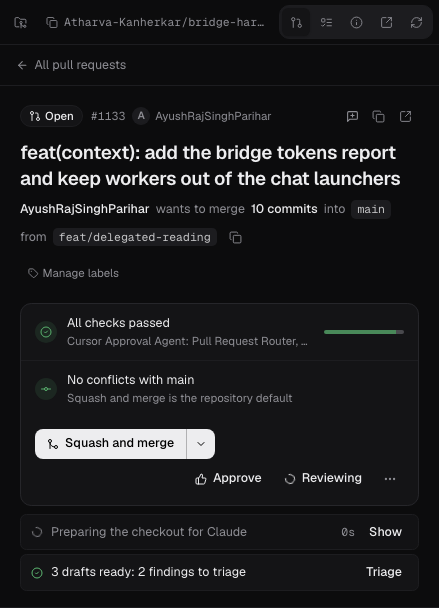 Atharva-Kanherkar/bridge-har…
All pull requests
Open #1133 A AyushRajSinghParihar
feat(context): add the bridge tokens report
and keep workers out of the chat launchers
AyushRajSinghParihar wants to merge 10 commits into main
from feat/delegated-reading
Manage labels
All checks passed
Cursor Approval Agent: Pull Request Router, …
No conflicts with main
Squash and merge is the repository default
Squash and merge
Approve Reviewing
Preparing the checkout for Claude 0s Show
3 drafts ready: 2 findings to triage Triage